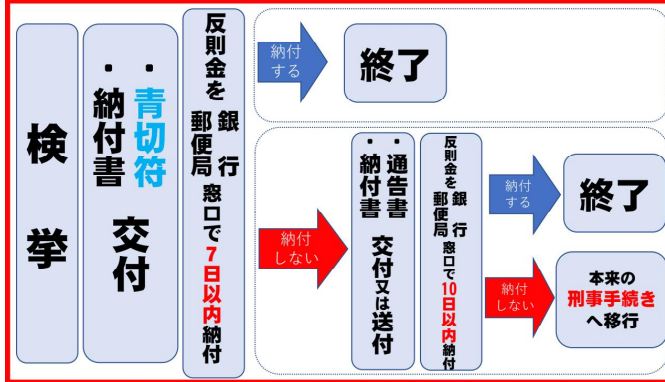 検挙
・青切符
・納付書
交付
反則金を
銀行
郵便局
窓口で7日以内納付
納付
する
終了
納付
しない
・通告書
・納付書
交付又は送付
反則金を
銀行
郵便局
窓口で10日以内納付
納付
する
終了
納付
しない
本来の
刑事手続き
へ移行